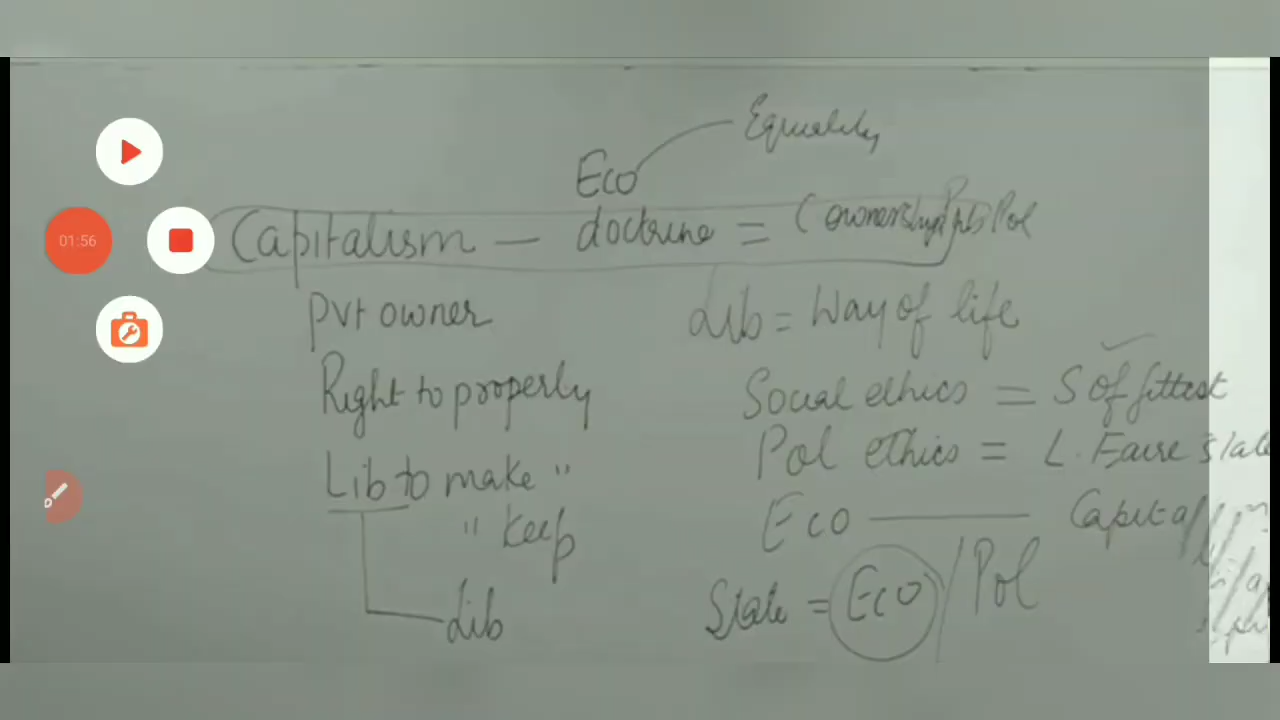 Equality
Eco
Capitalism — doctrine = (ownership Pol
Pvt owner
Lib = Way of life
Right to property
Social ethics = S of fittest
Pol ethics = L. Faire state
Lib to make "
" keep
Eco — Capital
Lib
State = Eco / Pol
01:56